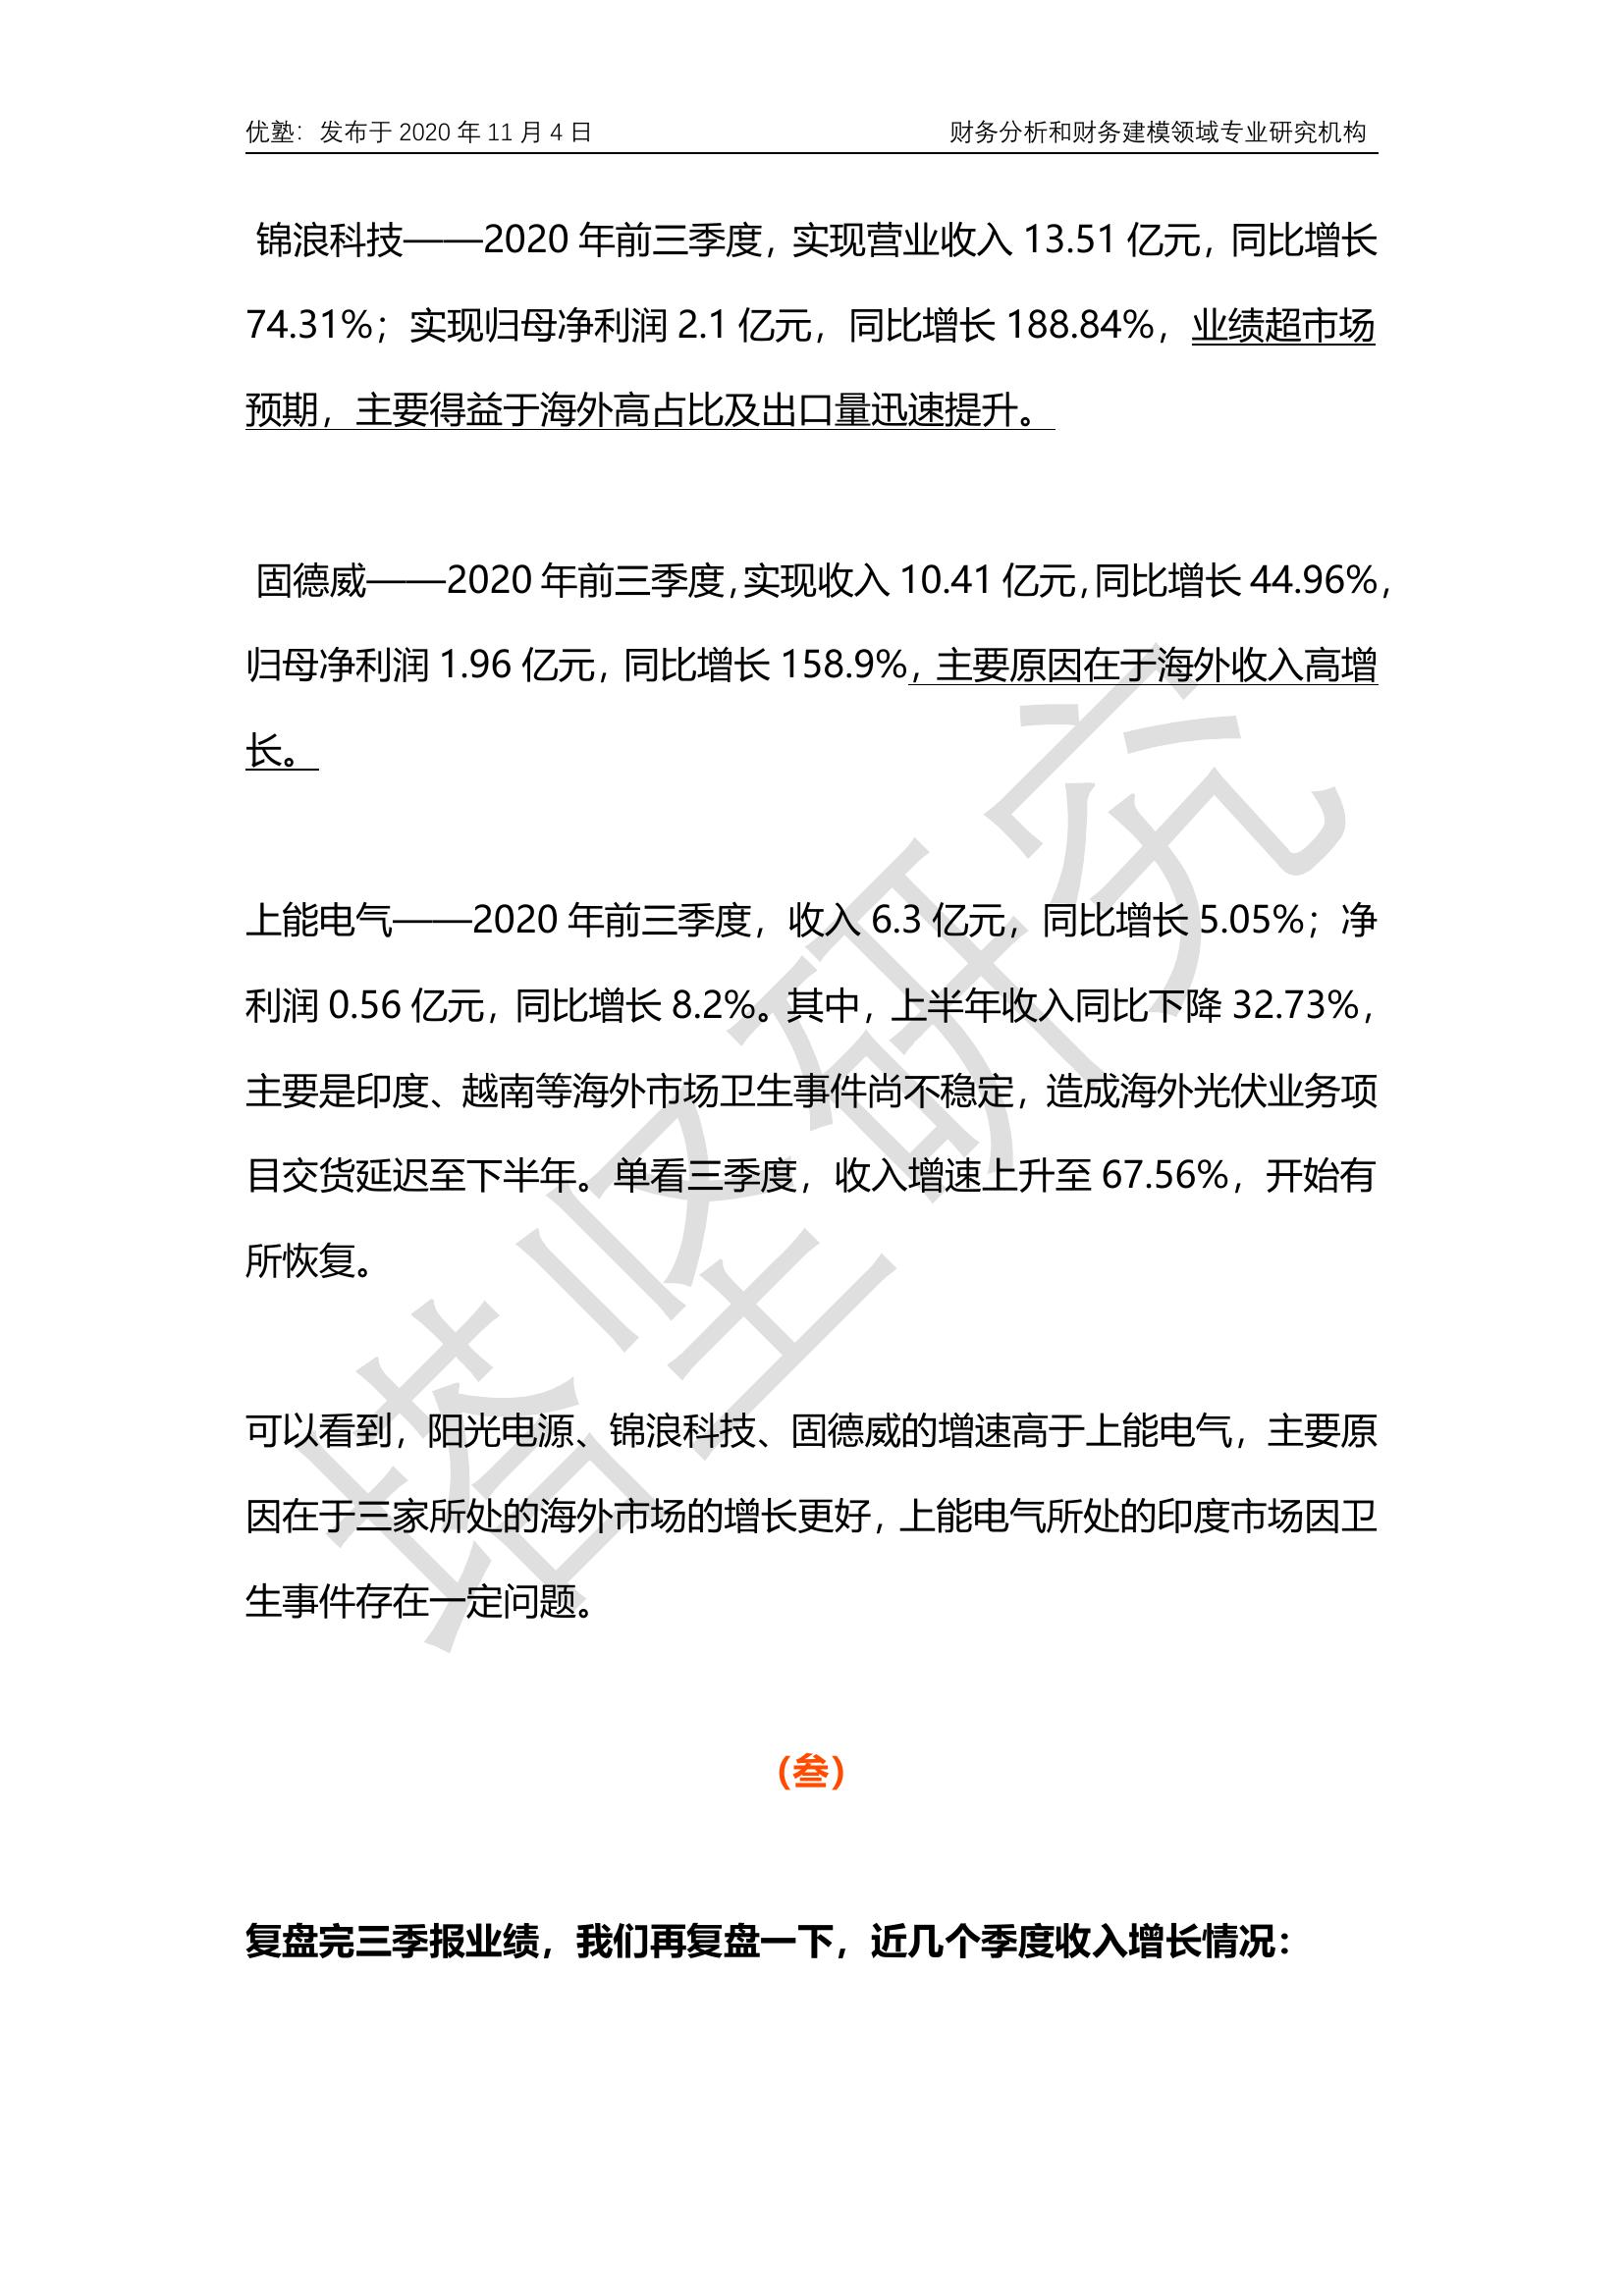 优塾：发布于 2020 年 11 月 4 日 财务分析和财务建模领域专业研究机构
锦浪科技——2020 年前三季度，实现营业收入 13.51 亿元，同比增长
74.31%；实现归母净利润 2.1 亿元，同比增长 188.84%，业绩超市场
预期，主要得益于海外高占比及出口量迅速提升。
固德威——2020 年前三季度，实现收入 10.41 亿元，同比增长 44.96%，
归母净利润 1.96 亿元，同比增长 158.9%，主要原因在于海外收入高增
长。
上能电气——2020 年前三季度，收入 6.3 亿元，同比增长 5.05%；净
利润 0.56 亿元，同比增长 8.2%。其中，上半年收入同比下降 32.73%，
主要是印度、越南等海外市场卫生事件尚不稳定，造成海外光伏业务项
目交货延迟至下半年。单看三季度，收入增速上升至 67.56%，开始有
所恢复。
可以看到，阳光电源、锦浪科技、固德威的增速高于上能电气，主要原
因在于三家所处的海外市场的增长更好，上能电气所处的印度市场因卫
生事件存在一定问题。
（叁）
复盘完三季报业绩，我们再复盘一下，近几个季度收入增长情况：
塔坚研究